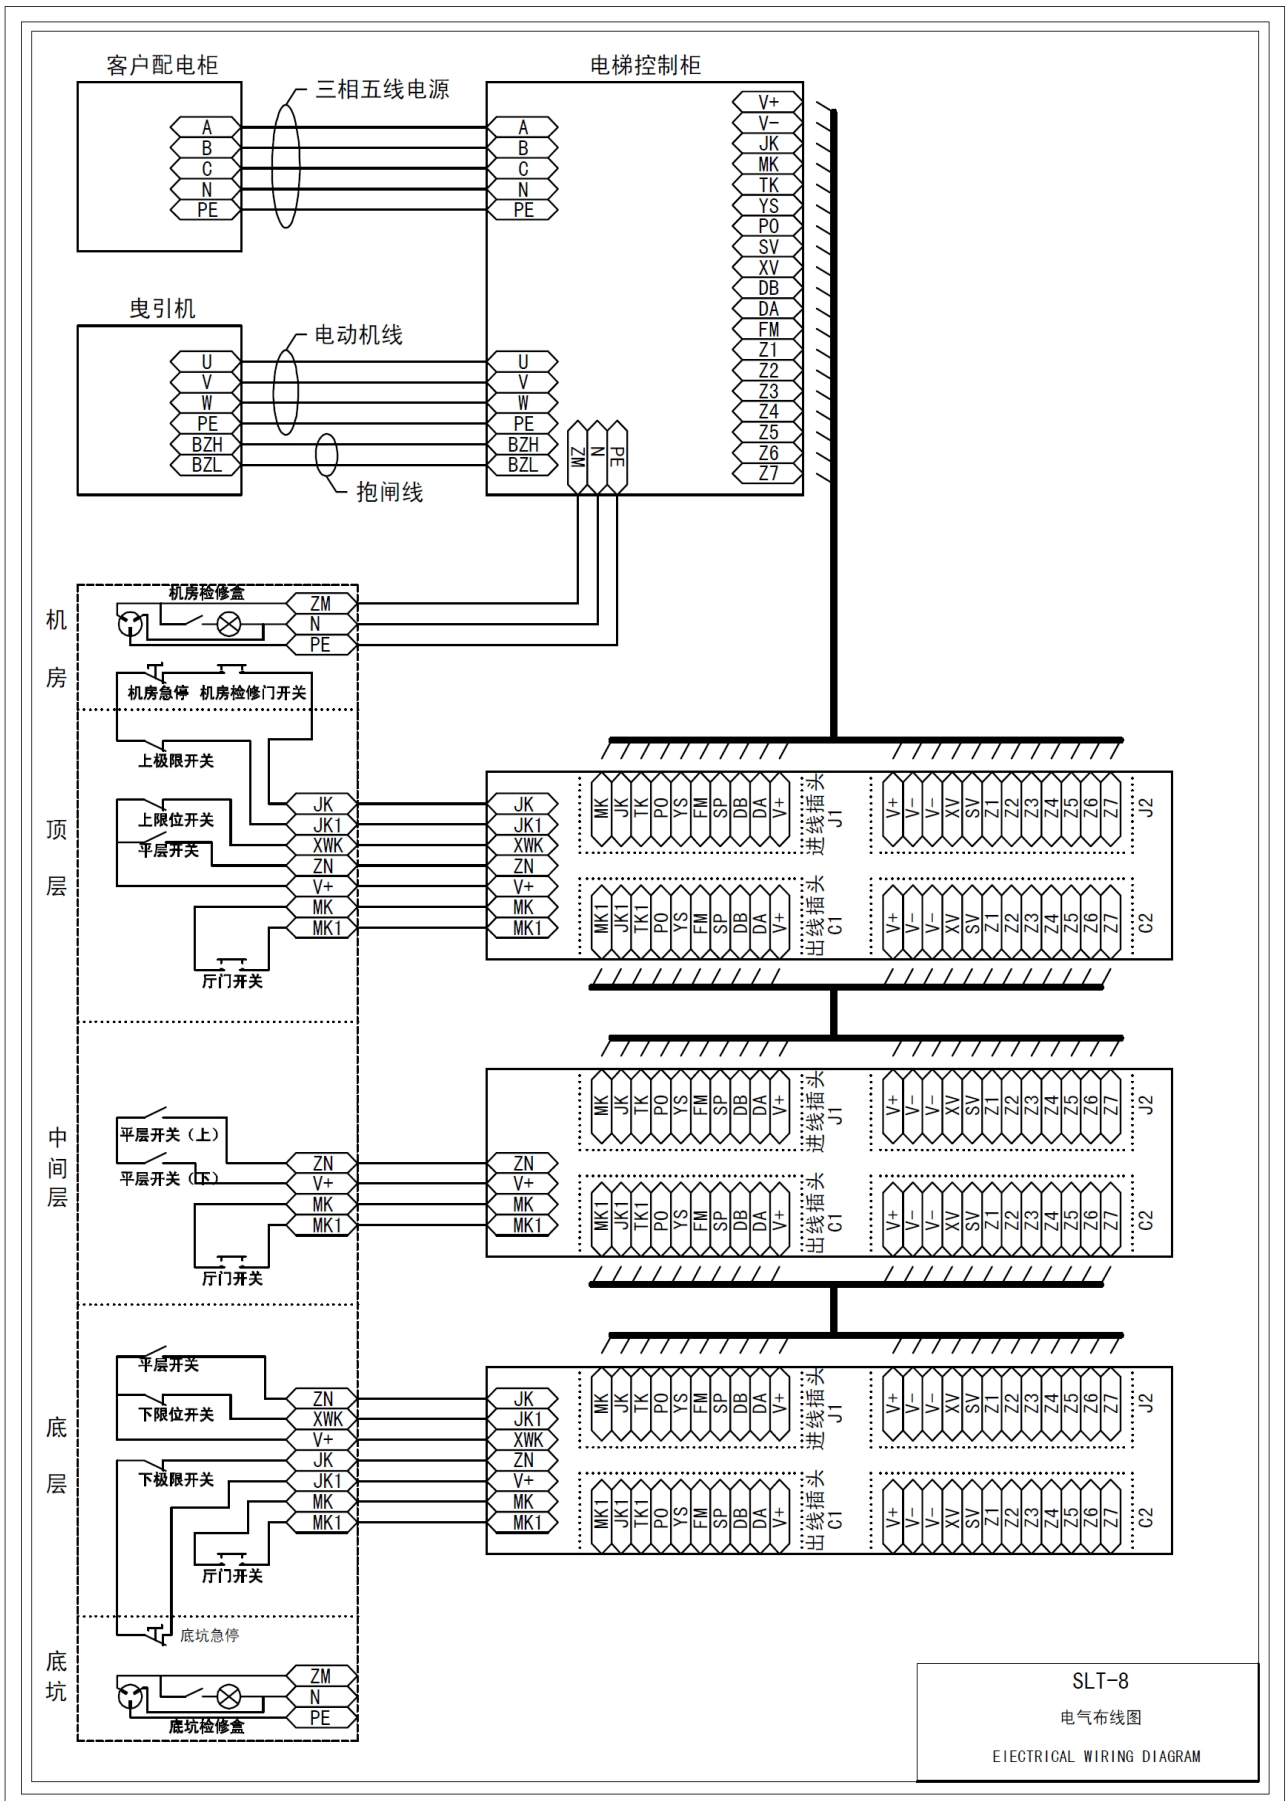 客户配电柜
三相五线电源
A
B
C
N
PE
A
B
C
N
PE
电梯控制柜
V+
V-
JK
MK
TK
YS
PO
SV
XV
DB
DA
FM
Z1
Z2
Z3
Z4
Z5
Z6
Z7
曳引机
电动机线
U
V
W
PE
BZH
BZL
抱闸线
U
V
W
PE
BZH
BZL
ZM
N
PE
机房
机房检修盒
ZM
N
PE
机房急停 机房检修门开关
顶层
上极限开关
上限位开关
平层开关
厅门开关
JK
JK1
XWK
ZN
V+
MK
MK1
JK
JK1
XWK
ZN
V+
MK
MK1
MK JK TK PO YS FM SP DB DA V+
进线插头 J1
V+ V- V- XV SV Z1 Z2 Z3 Z4 Z5 Z6 Z7
J2
MK1 JK1 TK1 PO YS FM SP DB DA V+
出线插头 C1
V+ V- V- XV SV Z1 Z2 Z3 Z4 Z5 Z6 Z7
C2
中间层
平层开关（上）
平层开关（下）
厅门开关
ZN
V+
MK
MK1
ZN
V+
MK
MK1
MK JK TK PO YS FM SP DB DA V+
进线插头 J1
V+ V- V- XV SV Z1 Z2 Z3 Z4 Z5 Z6 Z7
J2
MK1 JK1 TK1 PO YS FM SP DB DA V+
出线插头 C1
V+ V- V- XV SV Z1 Z2 Z3 Z4 Z5 Z6 Z7
C2
底层
平层开关
下限位开关
下极限开关
厅门开关
ZN
XWK
V+
JK
JK1
MK
MK1
JK
JK1
XWK
ZN
V+
MK
MK1
MK JK TK PO YS FM SP DB DA V+
进线插头 J1
V+ V- V- XV SV Z1 Z2 Z3 Z4 Z5 Z6 Z7
J2
MK1 JK1 TK1 PO YS FM SP DB DA V+
出线插头 C1
V+ V- V- XV SV Z1 Z2 Z3 Z4 Z5 Z6 Z7
C2
底坑
底坑急停
ZM
N
PE
底坑检修盒
SLT-8
电气布线图
ElECTRICAL WIRING DIAGRAM